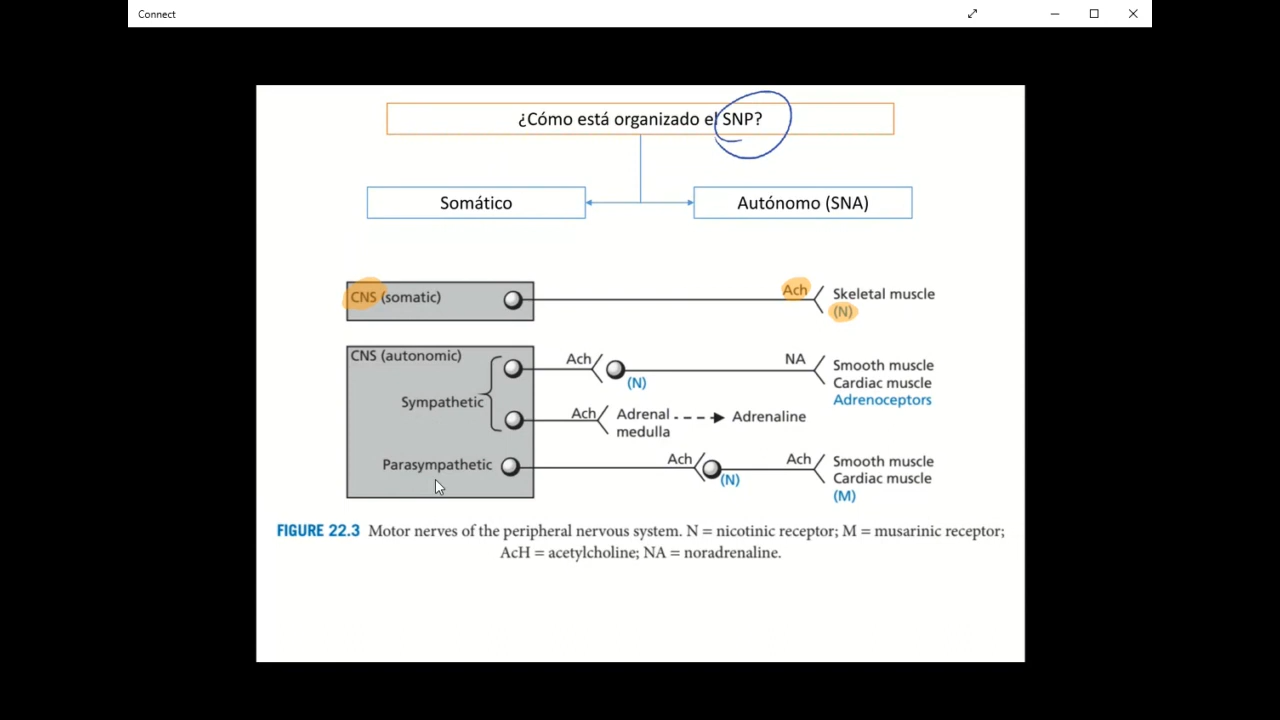 Connect
¿Cómo está organizado el SNP?
Somático
Autónomo (SNA)
CNS (somatic)
Ach
Skeletal muscle
(N)
CNS (autonomic)
Sympathetic
Ach
(N)
NA
Smooth muscle
Cardiac muscle
Adrenoceptors
Ach
Adrenal
medulla
Adrenaline
Parasympathetic
Ach
(N)
Ach
Smooth muscle
Cardiac muscle
(M)
FIGURE 22.3 Motor nerves of the peripheral nervous system. N = nicotinic receptor; M = musarinic receptor;
AcH = acetylcholine; NA = noradrenaline.